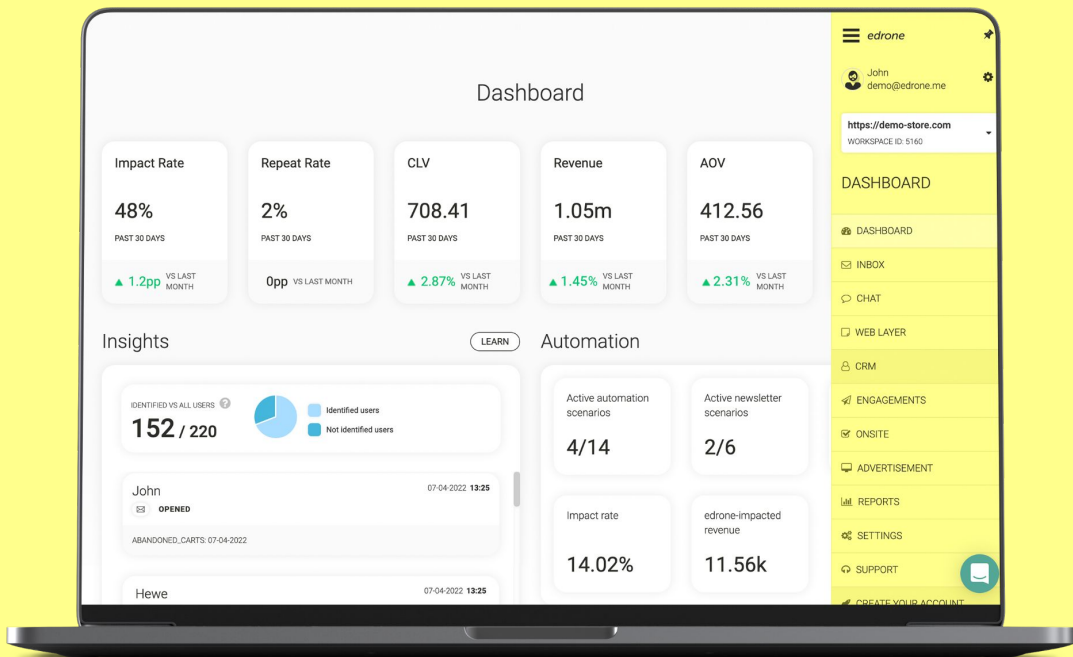 Dashboard
Impact Rate
48%
PAST 30 DAYS
▲ 1.2pp VS LAST
MONTH
Repeat Rate
2%
PAST 30 DAYS
0pp VS LAST MONTH
CLV
708.41
PAST 30 DAYS
▲ 2.87% VS LAST
MONTH
Revenue
1.05m
PAST 30 DAYS
▲ 1.45% VS LAST
MONTH
AOV
412.56
PAST 30 DAYS
▲ 2.31% VS LAST
MONTH
Insights
LEARN
IDENTIFIED VS ALL USERS ?
152 / 220
Identified users
Not identified users
John
07-04-2022 13:25
OPENED
ABANDONED_CARTS: 07-04-2022
Hewe
07-04-2022 13:25
Automation
Active automation
scenarios
4/14
Active newsletter
scenarios
2/6
Impact rate
14.02%
edrone-impacted
revenue
11.56k
edrone
John
demo@edrone.me
https://demo-store.com
WORKSPACE ID: 5160
DASHBOARD
DASHBOARD
INBOX
CHAT
WEB LAYER
CRM
ENGAGEMENTS
ONSITE
ADVERTISEMENT
REPORTS
SETTINGS
SUPPORT
CREATE YOUR ACCOUNT